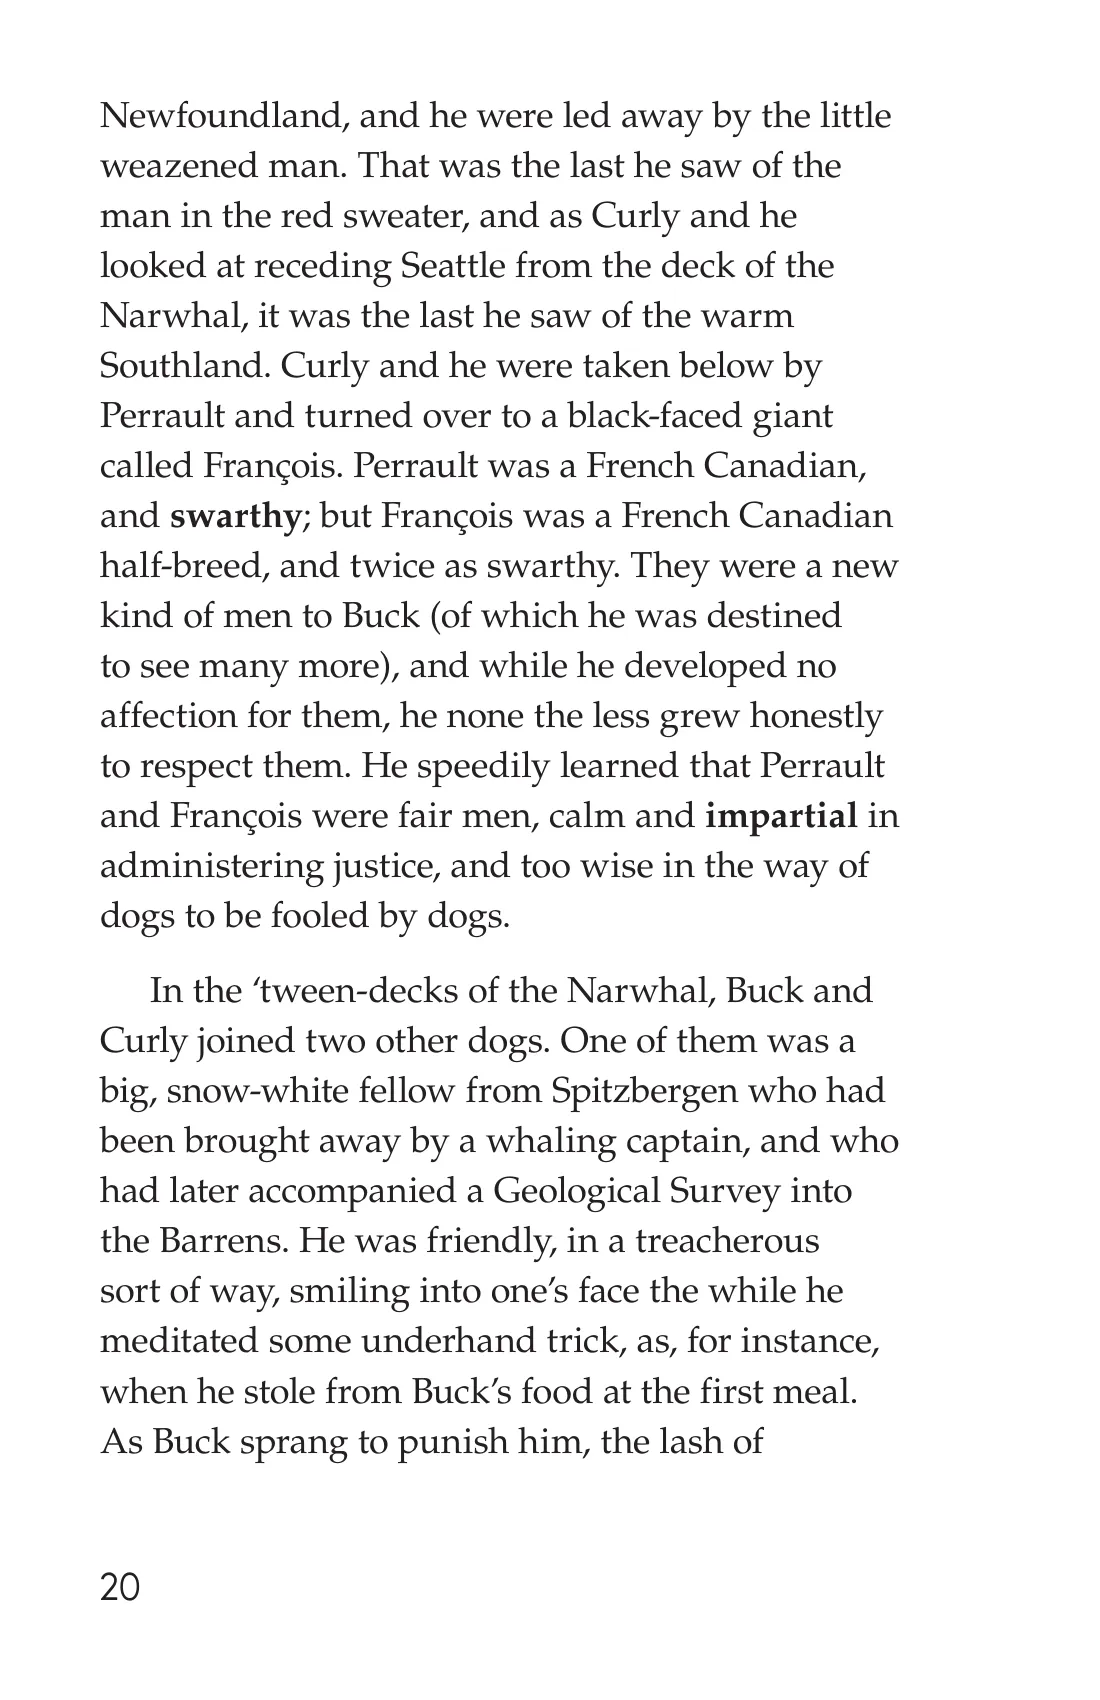 Newfoundland, and he were led away by the little
weazened man. That was the last he saw of the
man in the red sweater, and as Curly and he
looked at receding Seattle from the deck of the
Narwhal, it was the last he saw of the warm
Southland. Curly and he were taken below by
Perrault and turned over to a black-faced giant
called François. Perrault was a French Canadian,
and swarthy; but François was a French Canadian
half-breed, and twice as swarthy. They were a new
kind of men to Buck (of which he was destined
to see many more), and while he developed no
affection for them, he none the less grew honestly
to respect them. He speedily learned that Perrault
and François were fair men, calm and impartial in
administering justice, and too wise in the way of
dogs to be fooled by dogs.
In the ‘tween-decks of the Narwhal, Buck and
Curly joined two other dogs. One of them was a
big, snow-white fellow from Spitzbergen who had
been brought away by a whaling captain, and who
had later accompanied a Geological Survey into
the Barrens. He was friendly, in a treacherous
sort of way, smiling into one’s face the while he
meditated some underhand trick, as, for instance,
when he stole from Buck’s food at the first meal.
As Buck sprang to punish him, the lash of
20